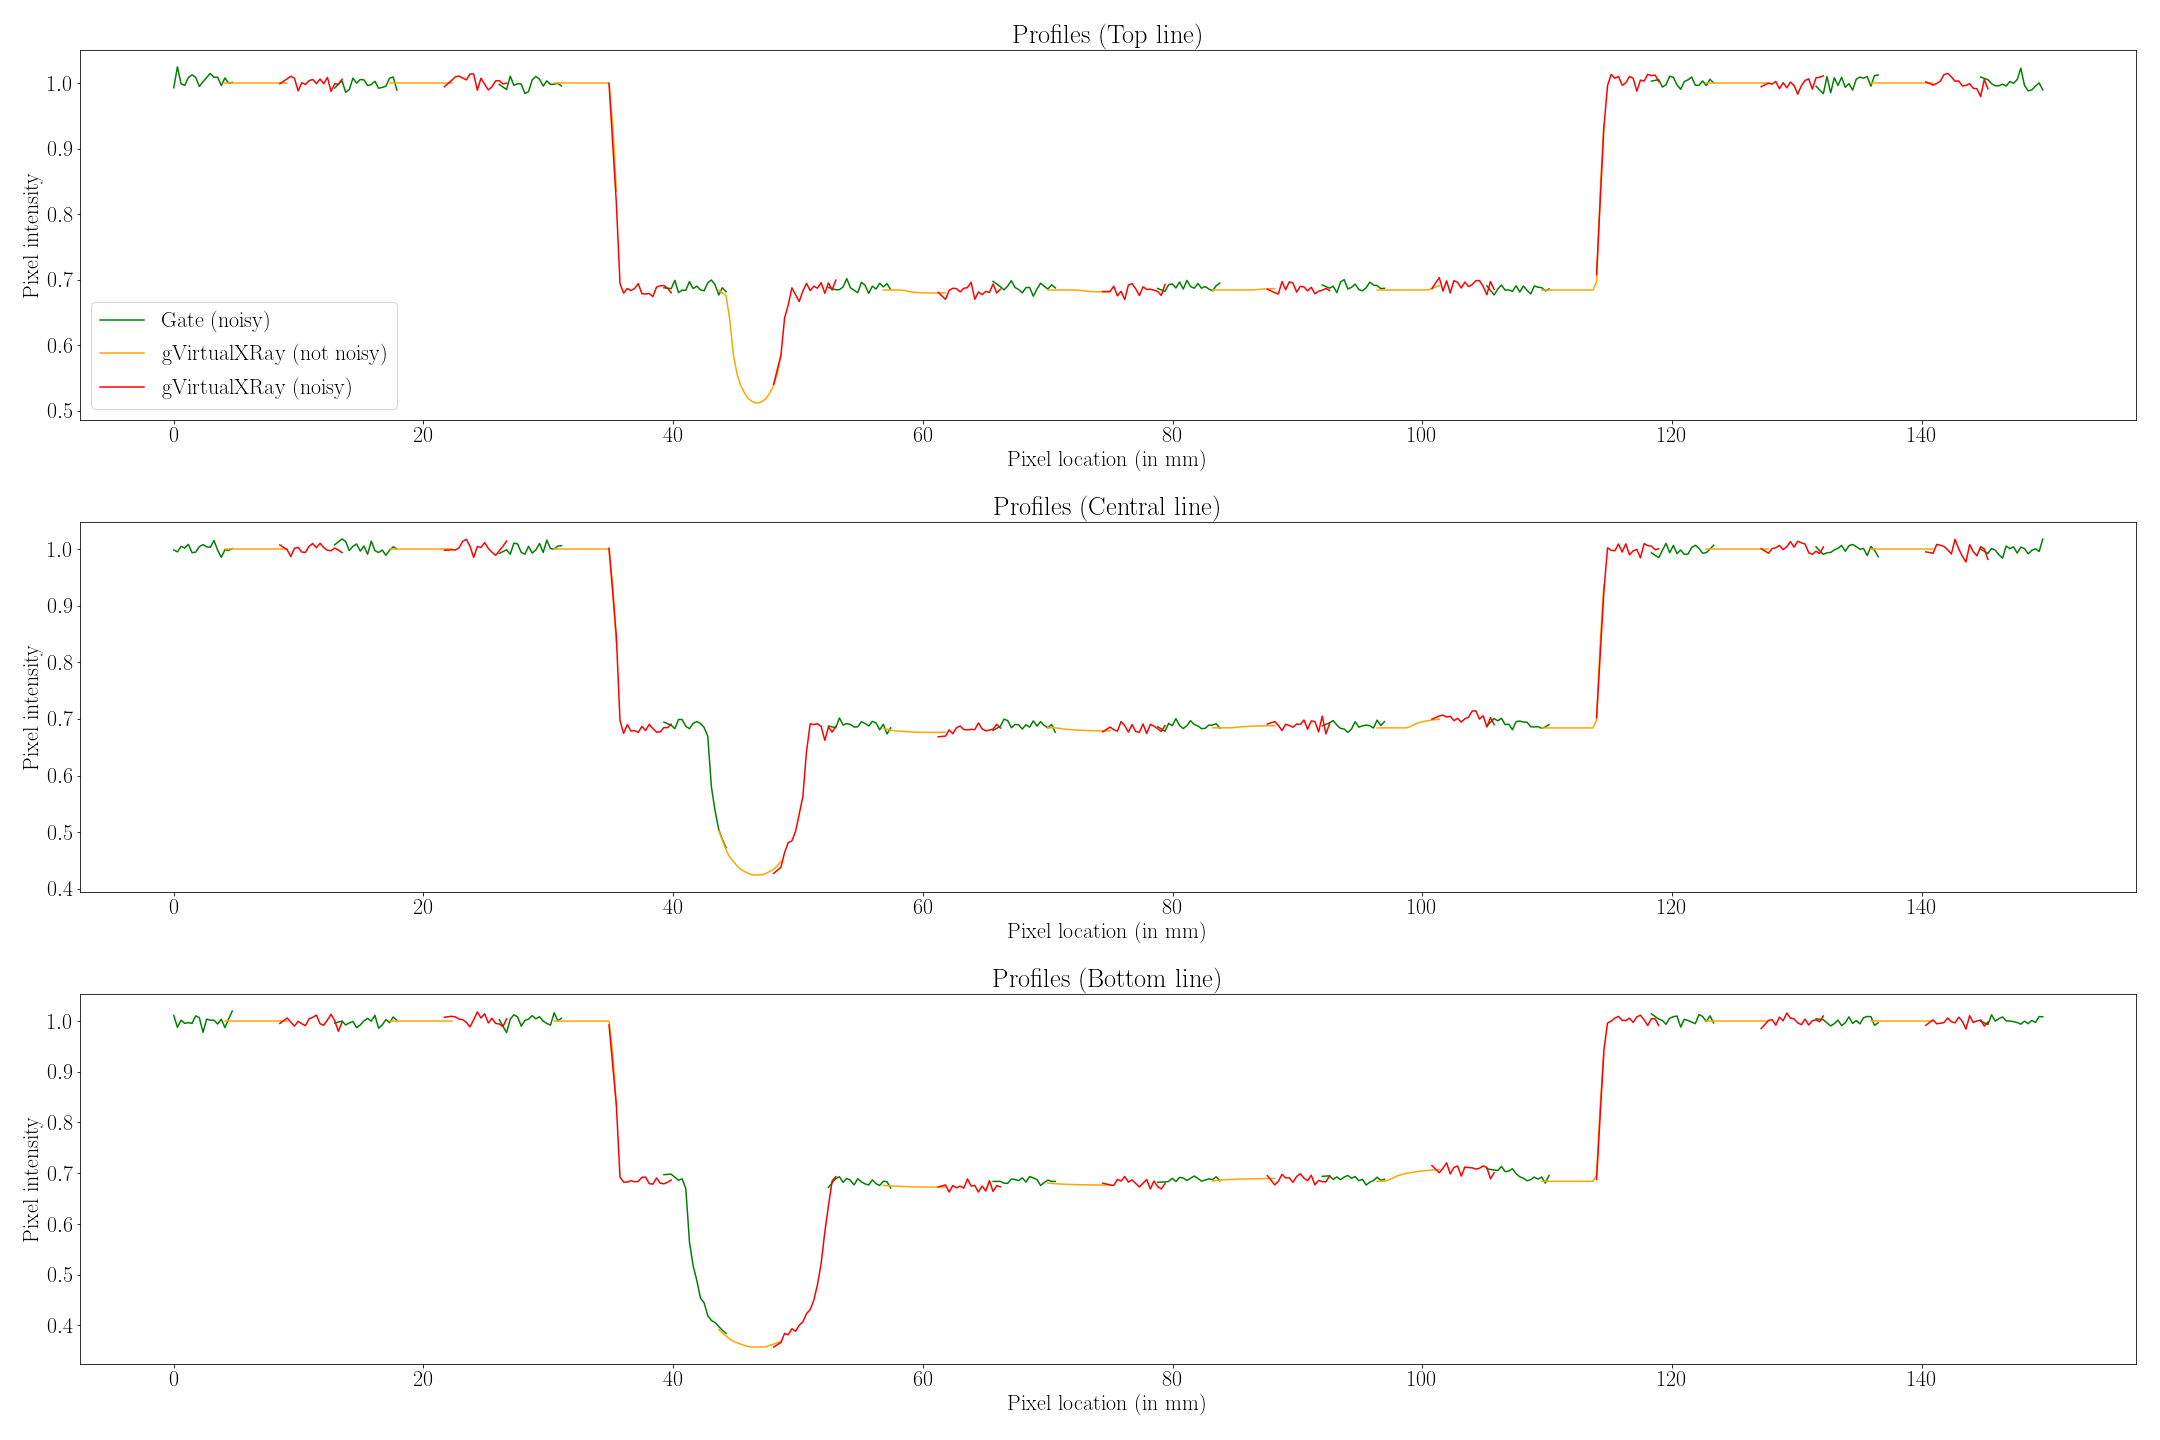 Profiles (Top line)
Pixel intensity
1.0
0.9
0.8
0.7
0.6
0.5
Gate (noisy)
gVirtualXRay (not noisy)
gVirtualXRay (noisy)
0 20 40 60 80 100 120 140
Pixel location (in mm)
Profiles (Central line)
Pixel intensity
1.0
0.9
0.8
0.7
0.6
0.5
0.4
0 20 40 60 80 100 120 140
Pixel location (in mm)
Profiles (Bottom line)
Pixel intensity
1.0
0.9
0.8
0.7
0.6
0.5
0.4
0 20 40 60 80 100 120 140
Pixel location (in mm)